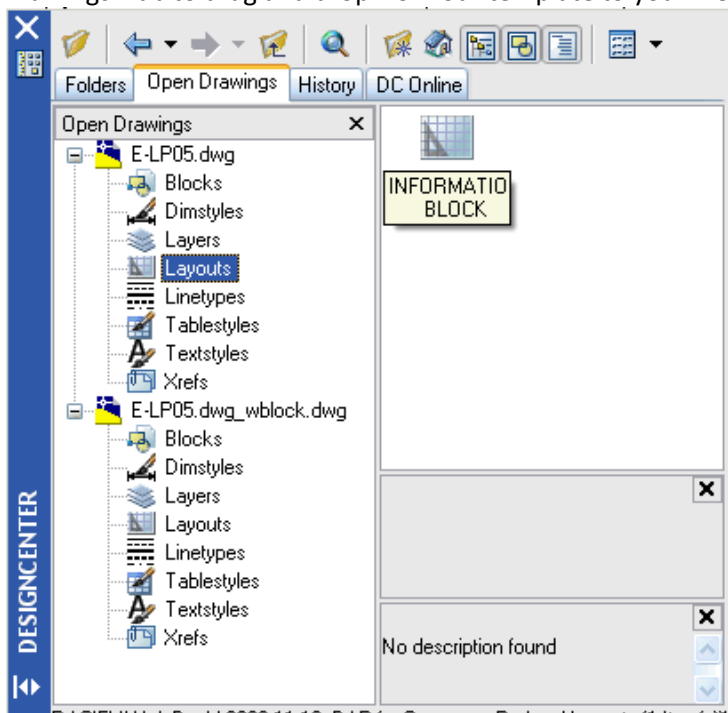 Folders Open Drawings History DC Online
Open Drawings
E-LP05.dwg
Blocks
Dimstyles
Layers
Layouts
Linetypes
Tablestyles
Textstyles
Xrefs
E-LP05.dwg_wblock.dwg
Blocks
Dimstyles
Layers
Layouts
Linetypes
Tablestyles
Textstyles
Xrefs
INFORMATIO
BLOCK
No description found
DESIGNCENTER